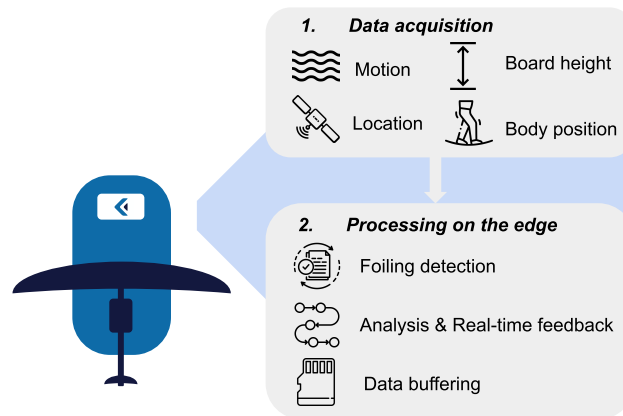 1. Data acquisition
Motion
Board height
Location
Body position
2. Processing on the edge
Foiling detection
Analysis & Real-time feedback
Data buffering